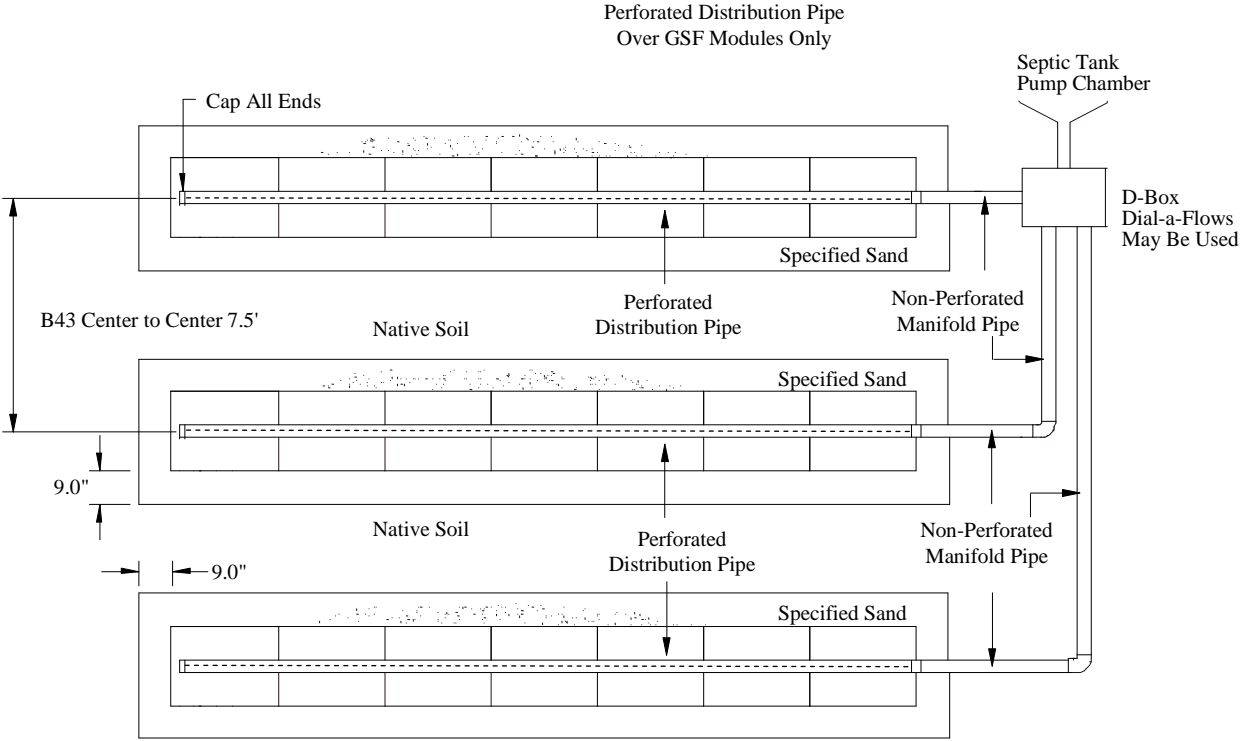 Perforated Distribution Pipe
Over GSF Modules Only
Septic Tank
Pump Chamber
Cap All Ends
D-Box
Dial-a-Flows
May Be Used
Specified Sand
Perforated
Distribution Pipe
Non-Perforated
Manifold Pipe
B43 Center to Center 7.5'
Native Soil
Specified Sand
9.0"
Native Soil
Perforated
Distribution Pipe
Non-Perforated
Manifold Pipe
9.0"
Specified Sand